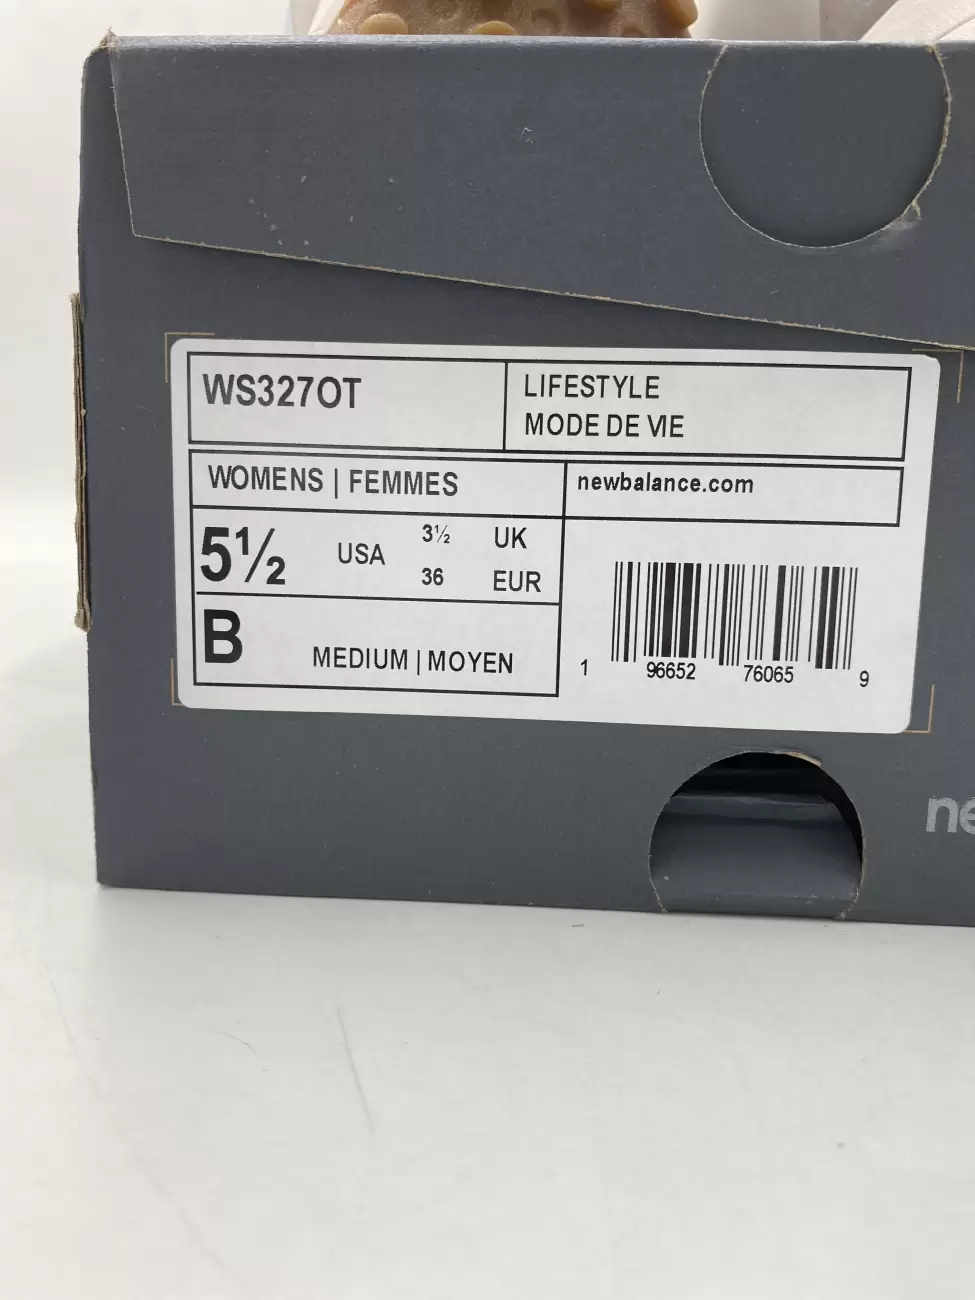 WS327OT
LIFESTYLE
MODE DE VIE
WOMENS | FEMMES
newbalance.com
5½ USA 3½ UK
36 EUR
B MEDIUM | MOYEN
1 96652 76065 9
ne